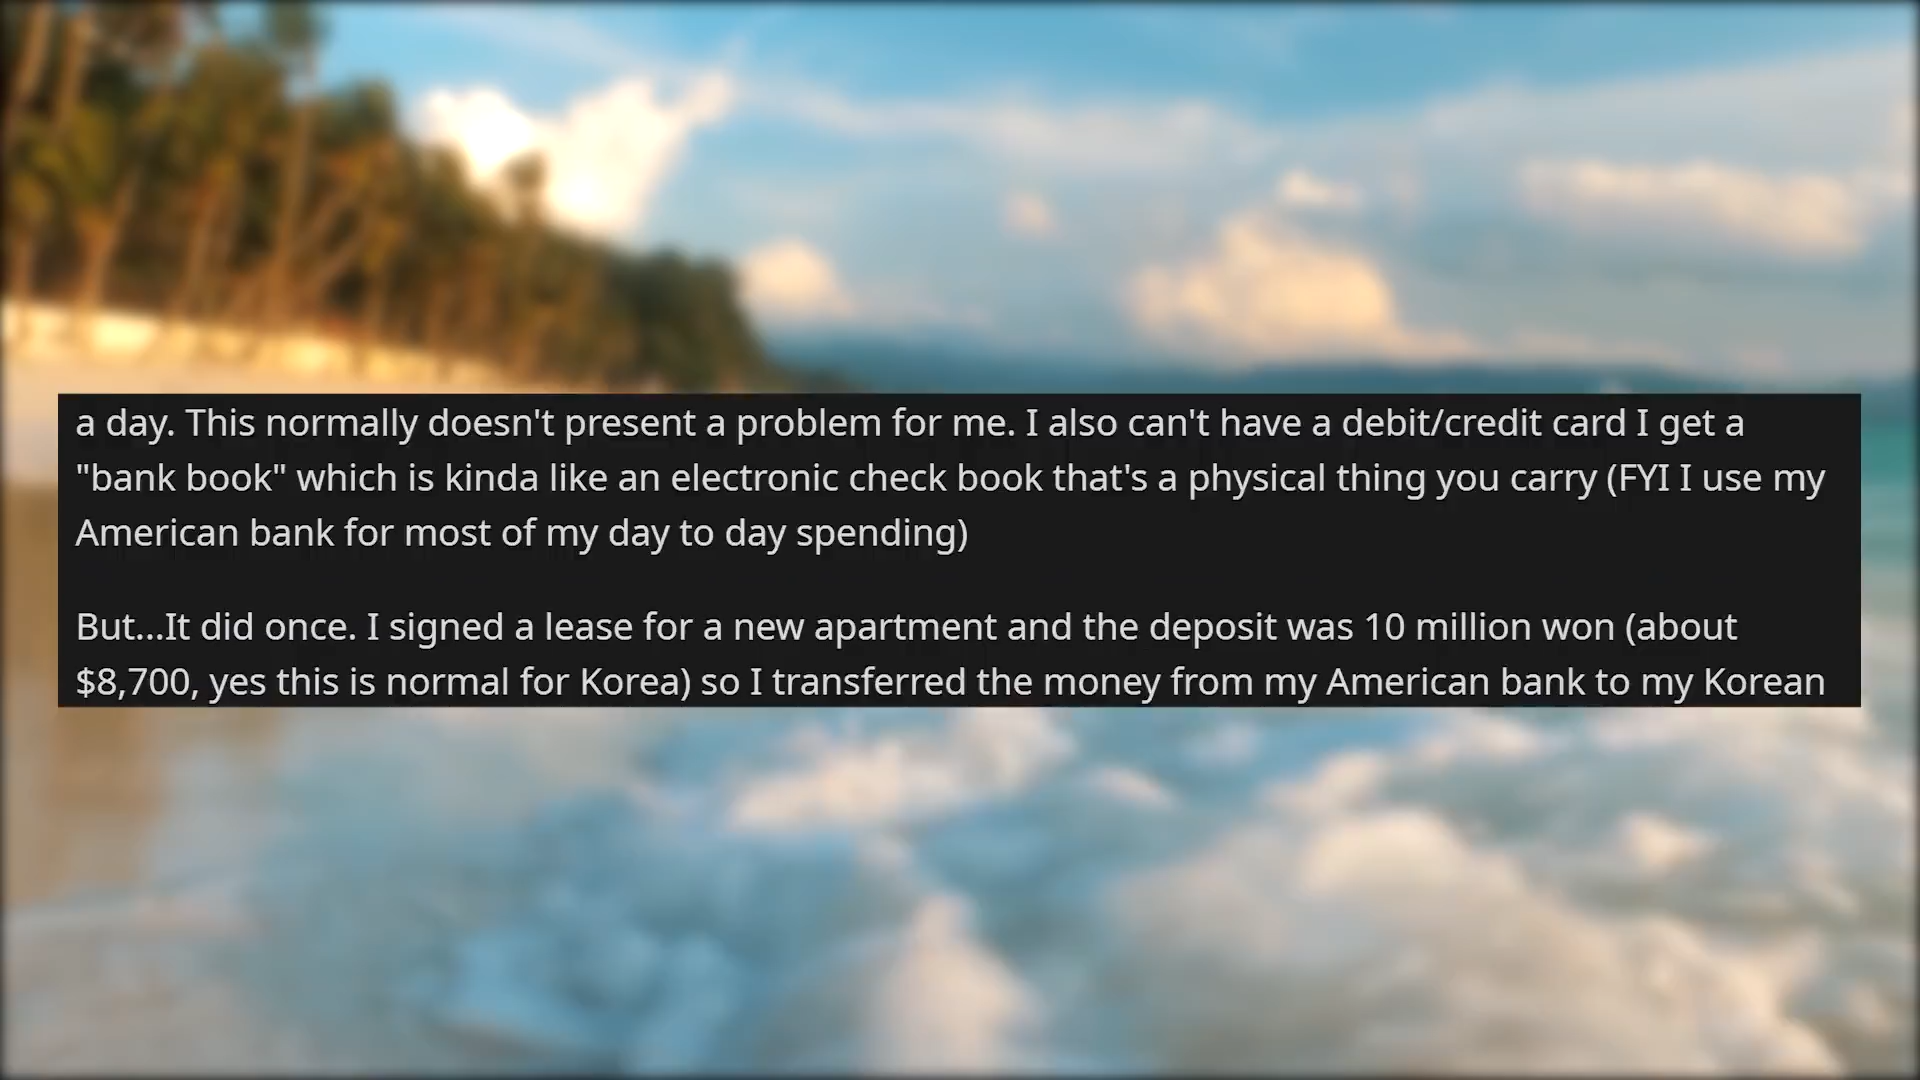 a day. This normally doesn't present a problem for me. I also can't have a debit/credit card I get a
"bank book" which is kinda like an electronic check book that's a physical thing you carry (FYI I use my
American bank for most of my day to day spending)
But...It did once. I signed a lease for a new apartment and the deposit was 10 million won (about
$8,700, yes this is normal for Korea) so I transferred the money from my American bank to my Korean